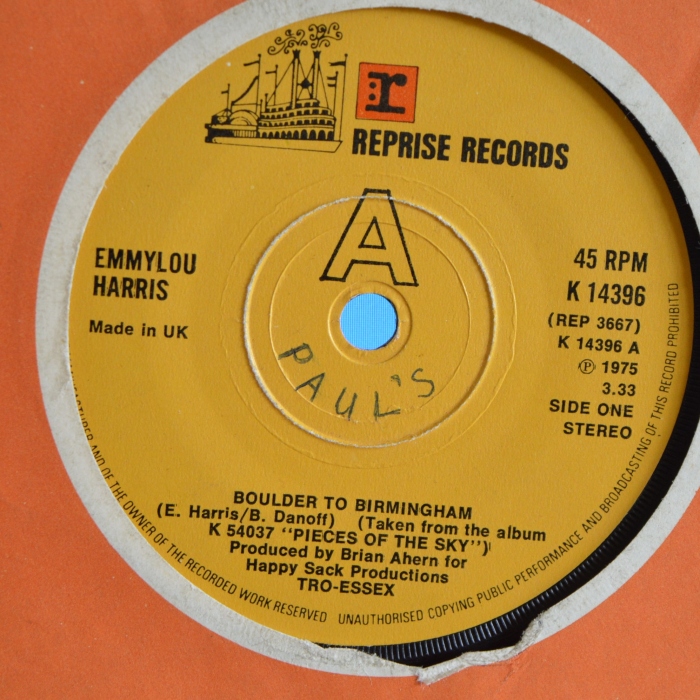 r
REPRISE RECORDS
A
EMMYLOU
HARRIS
Made in UK
45 RPM
K 14396
(REP 3667)
K 14396 A
℗ 1975
3.33
SIDE ONE
STEREO
PAUL'S
BOULDER TO BIRMINGHAM
(E. Harris/B. Danoff) (Taken from the album
K 54037 "PIECES OF THE SKY")
Produced by Brian Ahern for
Happy Sack Productions
TRO-ESSEX
AND OF THE OWNER OF THE RECORDED WORK RESERVED UNAUTHORISED COPYING PUBLIC PERFORMANCE AND BROADCASTING OF THIS RECORD PROHIBITED